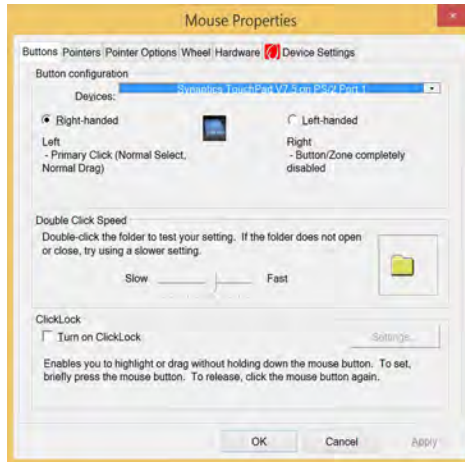 Mouse Properties
Buttons Pointers Pointer Options Wheel Hardware Device Settings
Button configuration
Devices: Synaptics TouchPad V7.5 on PS/2 Port 1
Right-handed Left-handed
Left Right
- Primary Click (Normal Select, - Button/Zone completely
Normal Drag) disabled
Double Click Speed
Double-click the folder to test your setting. If the folder does not open
or close, try using a slower setting.
Slow Fast
ClickLock
Turn on ClickLock Settings...
Enables you to highlight or drag without holding down the mouse button. To set,
briefly press the mouse button. To release, click the mouse button again.
OK Cancel Apply